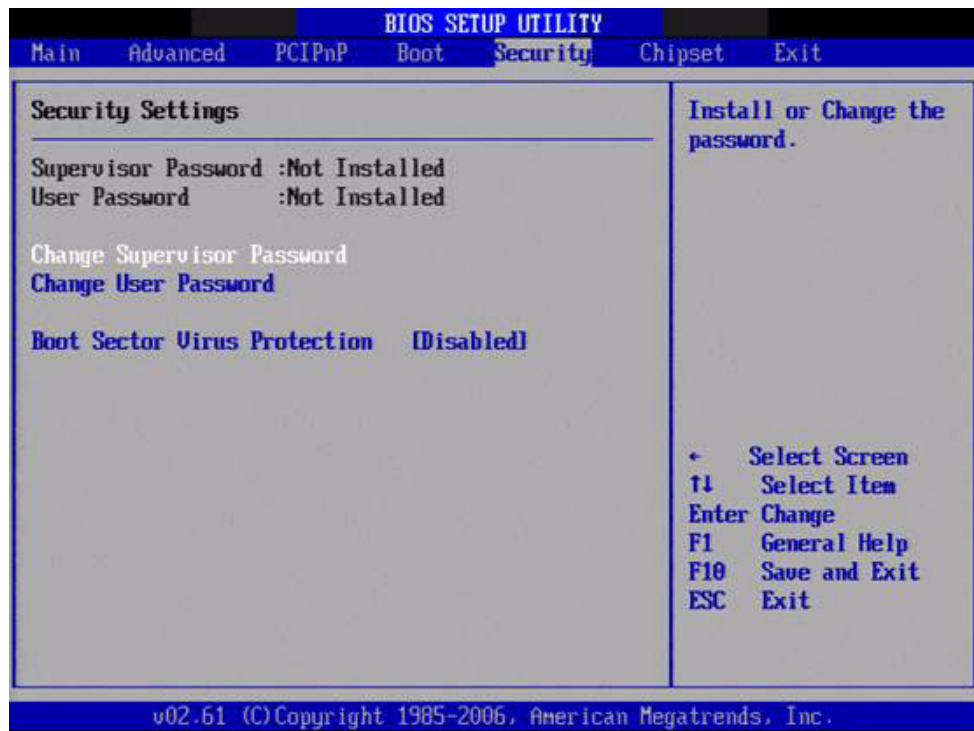 BIOS SETUP UTILITY
Main Advanced PCIPnP Boot Security Chipset Exit
Security Settings
Supervisor Password :Not Installed
User Password :Not Installed
Change Supervisor Password
Change User Password
Boot Sector Virus Protection [Disabled]
Install or Change the
password.
← Select Screen
↑↓ Select Item
Enter Change
F1 General Help
F10 Save and Exit
ESC Exit
v02.61 (C)Copyright 1985-2006, American Megatrends, Inc.